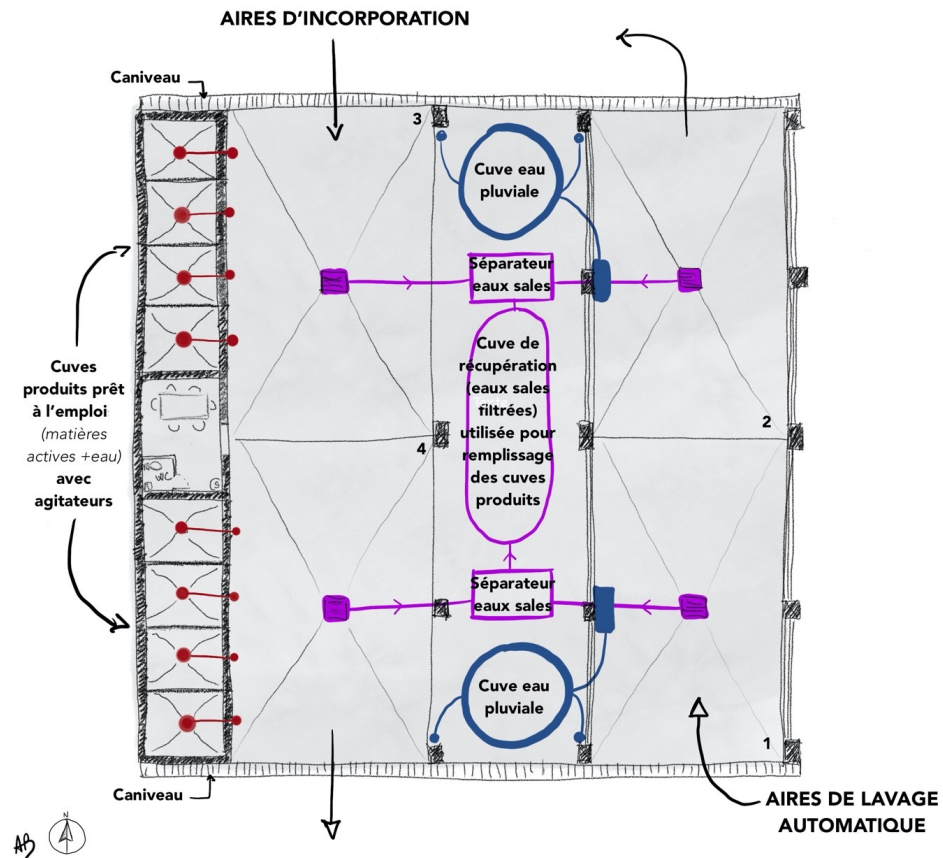 AIRES D'INCORPORATION
Caniveau
3
Cuve eau
pluviale
Séparateur
eaux sales
Cuves
produits prêt
à l'emploi
(matières
actives +eau)
avec
agitateurs
Cuve de
récupération
(eaux sales
filtrées)
utilisée pour
remplissage
des cuves
produits
2
4
WC
S
Séparateur
eaux sales
Cuve eau
pluviale
1
Caniveau
AIRES DE LAVAGE
AUTOMATIQUE
N
AB